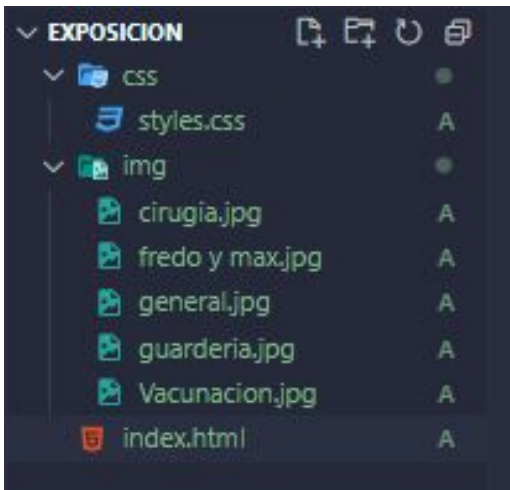 EXPOSICION
css
styles.css A
img
cirugia.jpg A
fredo y max.jpg A
general.jpg A
guarderia.jpg A
Vacunacion.jpg A
index.html A